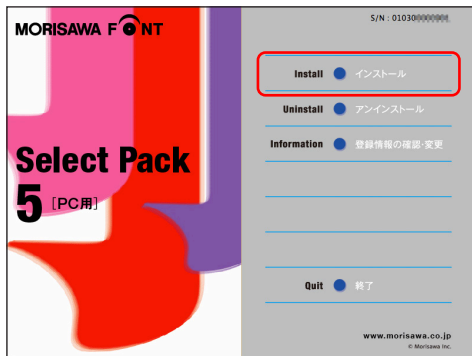 MORISAWA FONT
Select Pack
5 [PC用]
S/N : 01030
Install インストール
Uninstall アンインストール
Information 登録情報の確認・変更
Quit 終了
www.morisawa.co.jp
© Morisawa Inc.